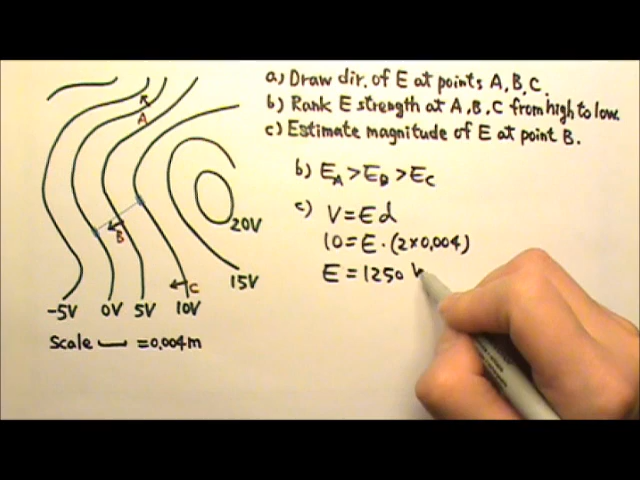 a) Draw dir. of E at points A, B, C.
b) Rank E strength at A, B, C from high to low.
c) Estimate magnitude of E at point B.
A
B
C
20V
15V
-5V 0V 5V 10V
Scale = 0.004m
b) EA > EB > EC
c) V = Ed
10 = E · (2×0.004)
E = 1250